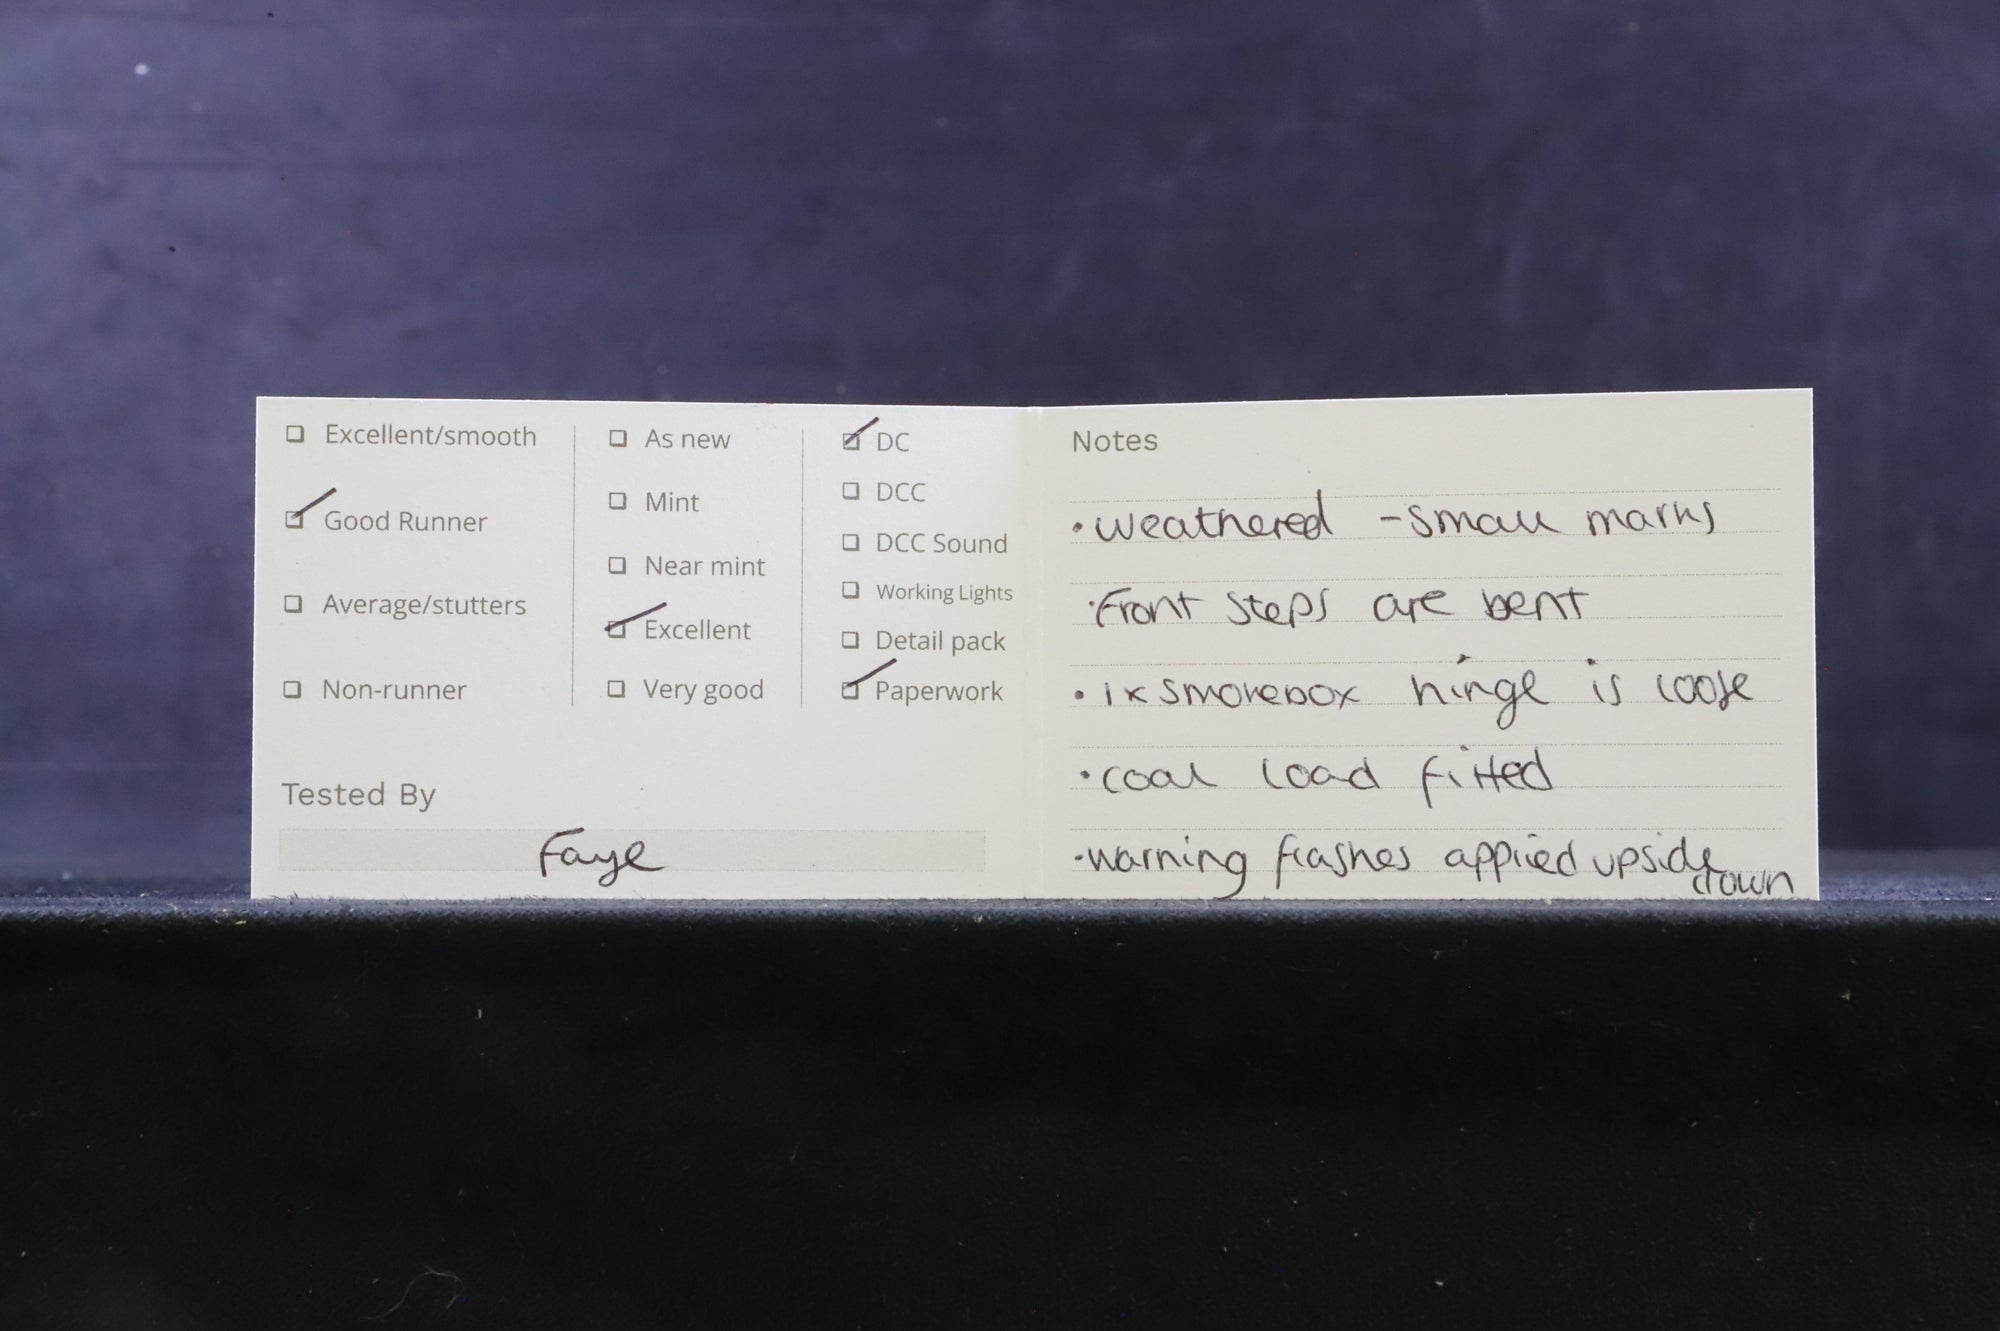 Excellent/smooth
Good Runner
Average/stutters
Non-runner
As new
Mint
Near mint
Excellent
Very good
DC
DCC
DCC Sound
Working Lights
Detail pack
Paperwork
Tested By
Faye
Notes
• weathered - small marks
• Front steps are bent
• 1x smokebox hinge is loose
• coal load fitted
• warning flashes applied upside
down